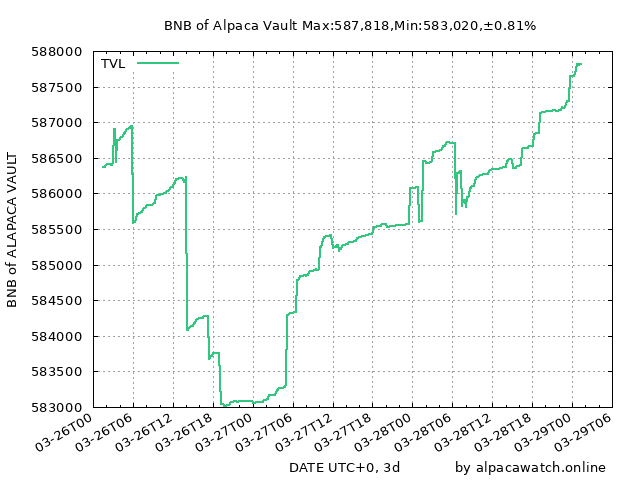 BNB of Alpaca Vault Max:587,818,Min:583,020,±0.81%
TVL
588000
587500
587000
586500
586000
585500
585000
584500
584000
583500
583000
BNB of ALAPACA VAULT
03-26T00
03-26T06
03-26T12
03-26T18
03-27T00
03-27T06
03-27T12
03-27T18
03-28T00
03-28T06
03-28T12
03-28T18
03-29T00
03-29T06
DATE UTC+0, 3d
by alpacawatch.online